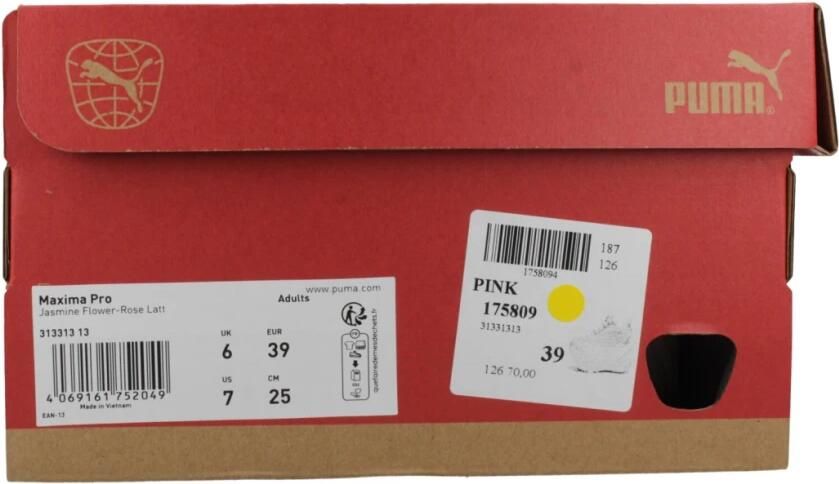 PUMA®
www.puma.com
Maxima Pro
Adults
Jasmine Flower-Rose Latt
313313 13
UK EUR
6 39
US CM
7 25
4 069161 752049
Made in Vietnam
EAN-13
quefairedemesdechets.fr
187
126
1758094
PINK
175809
31331313
39
126 70,00